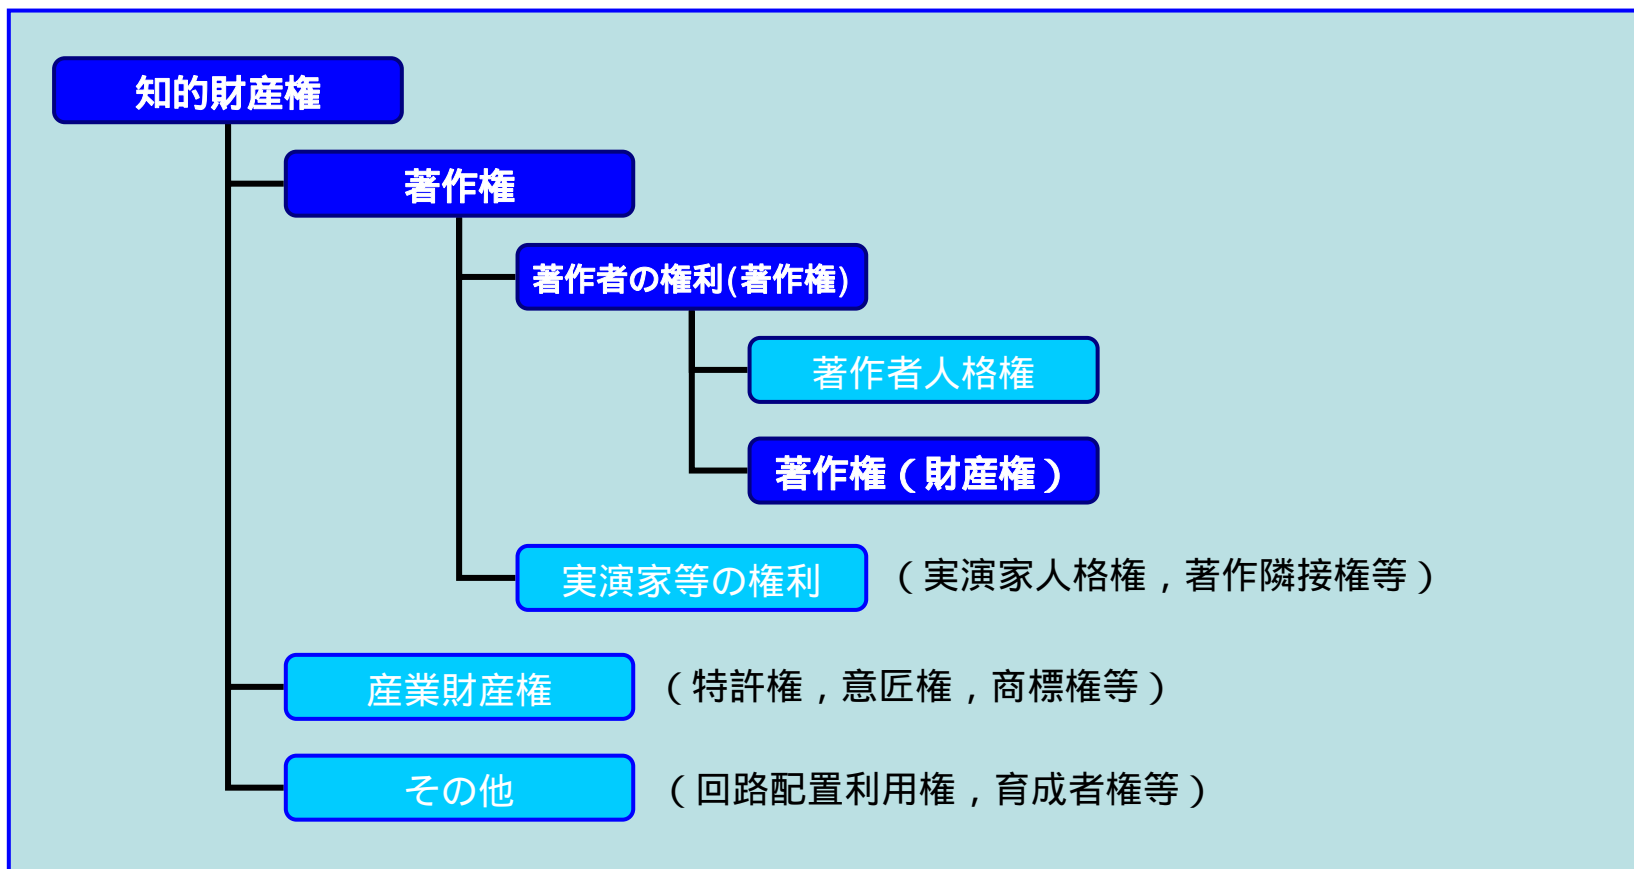 知的財産権
著作権
著作者の権利(著作権)
著作者人格権
著作権（財産権）
実演家等の権利 （実演家人格権，著作隣接権等）
産業財産権 （特許権，意匠権，商標権等）
その他 （回路配置利用権，育成者権等）